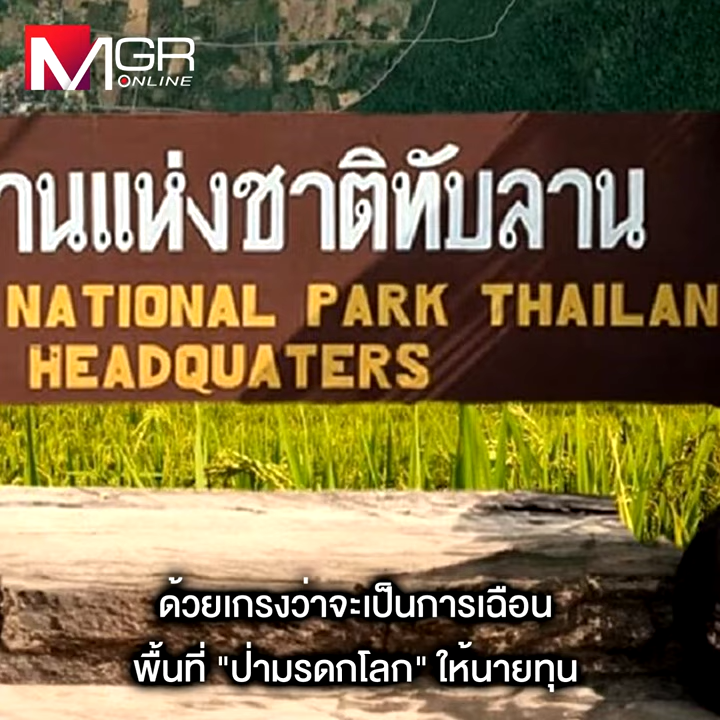 MGR
ONLINE
านแห่งชาติทับลาน
NATIONAL PARK THAILAN
HEADQUATERS
ด้วยเกรงว่าจะเป็นการเฉือน
พื้นที่ "ป่ามรดกโลก" ให้นายทุน